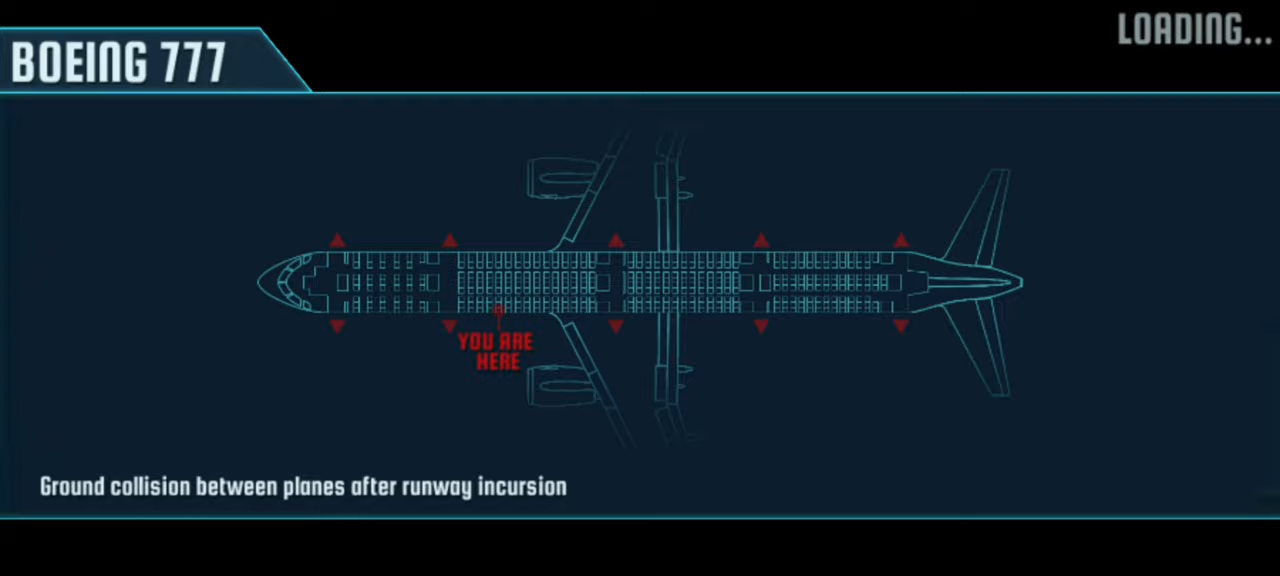 LOADING...
BOEING 777
YOU ARE
HERE
Ground collision between planes after runway incursion